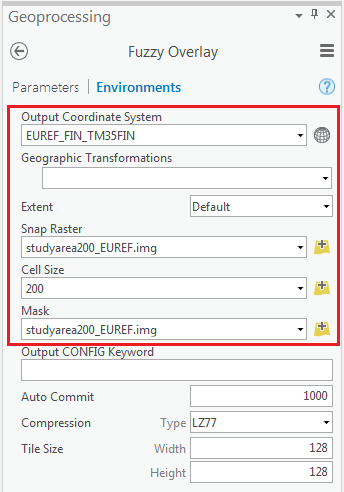 Geoprocessing
Fuzzy Overlay
Parameters | Environments
Output Coordinate System
EUREF_FIN_TM35FIN
Geographic Transformations
Extent Default
Snap Raster
studyarea200_EUREF.img
Cell Size
200
Mask
studyarea200_EUREF.img
Output CONFIG Keyword
Auto Commit 1000
Compression Type LZ77
Tile Size Width 128
Height 128